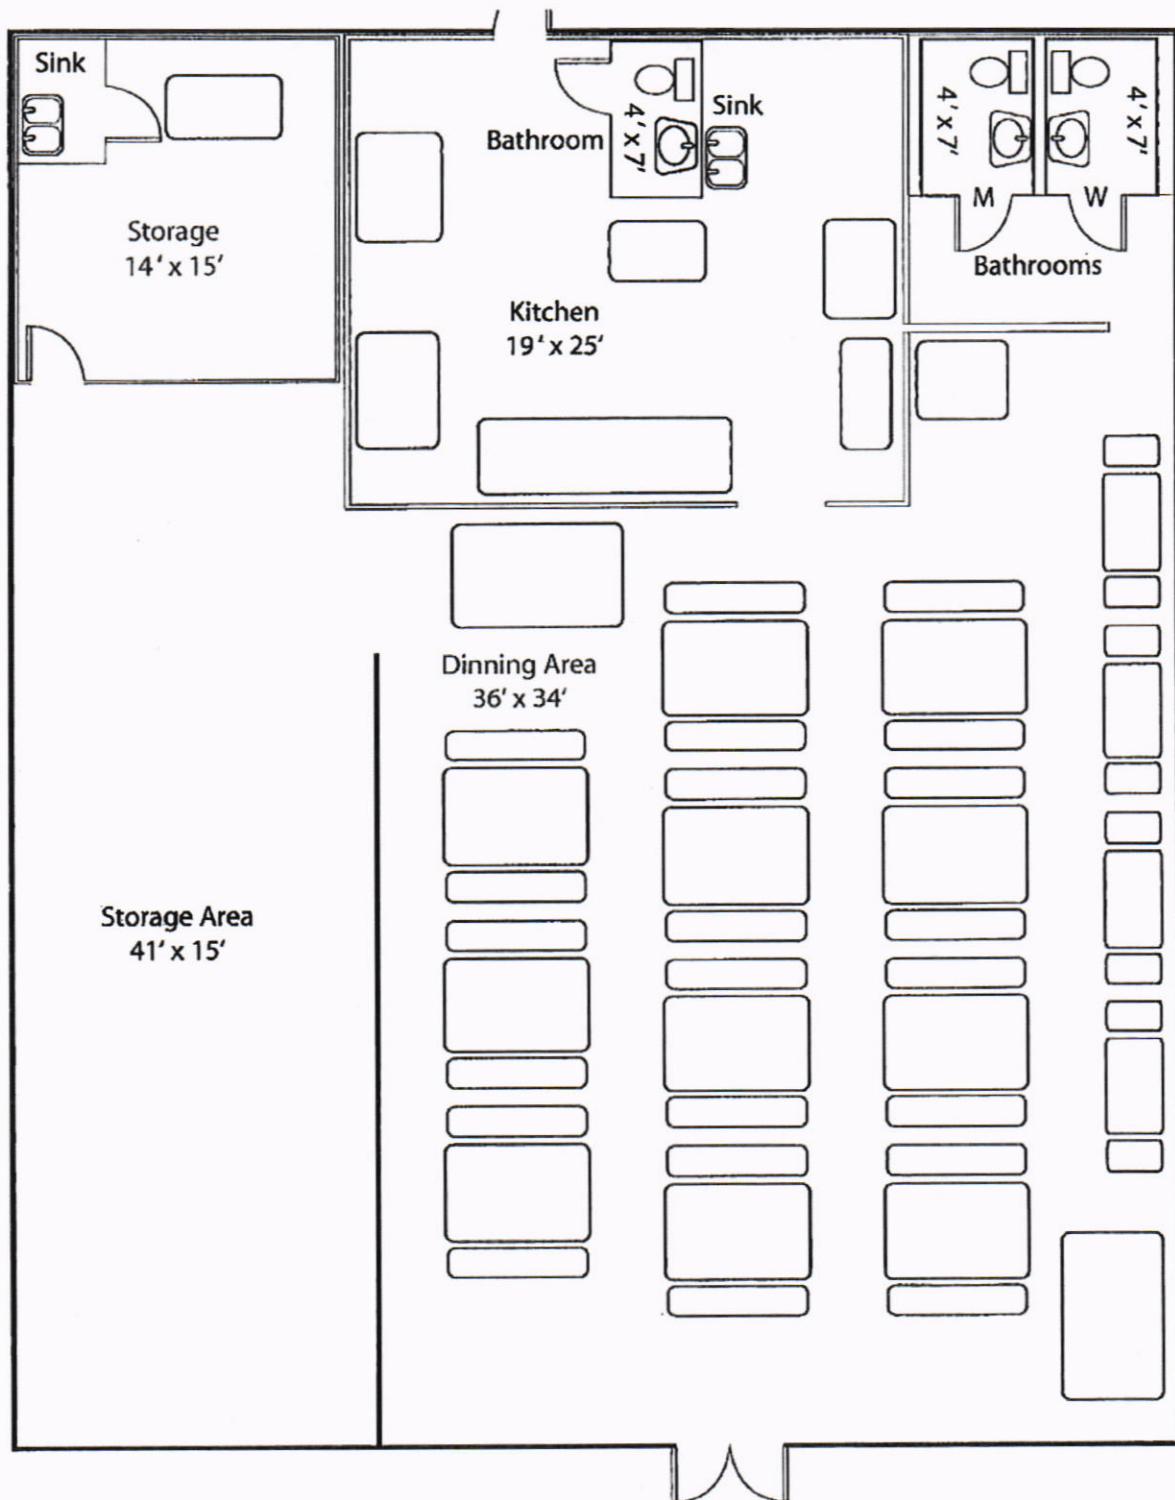 Sink
Sink
Bathroom
4' x 7'
4' x 7'
4' x 7'
M
W
Bathrooms
Storage
14' x 15'
Kitchen
19' x 25'
Dinning Area
36' x 34'
Storage Area
41' x 15'